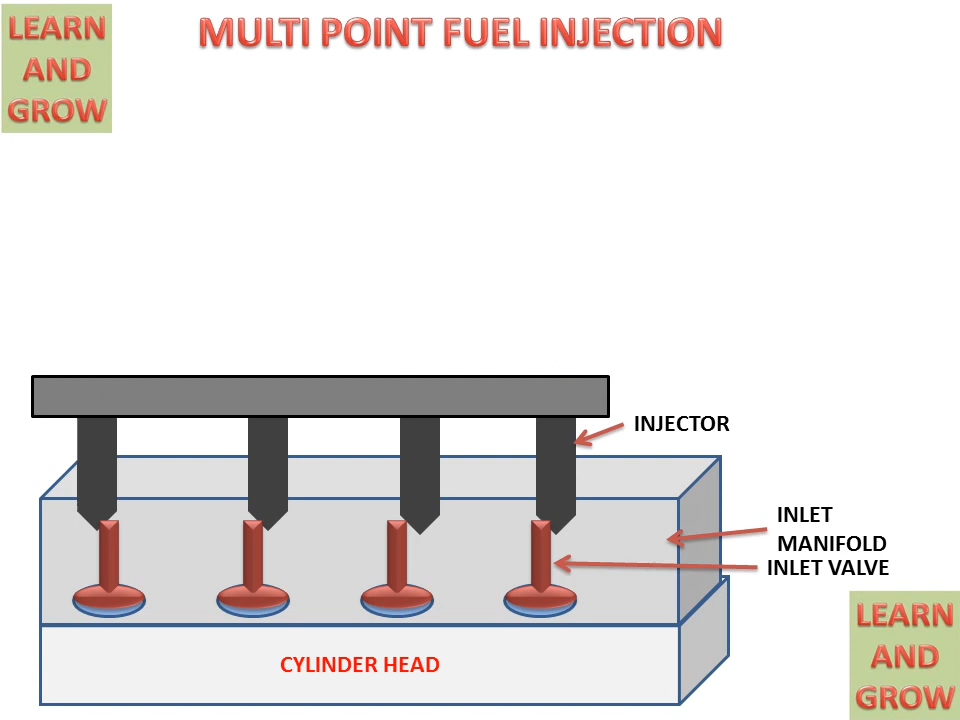 LEARN
AND
GROW
MULTI POINT FUEL INJECTION
INJECTOR
INLET
MANIFOLD
INLET VALVE
CYLINDER HEAD
LEARN
AND
GROW